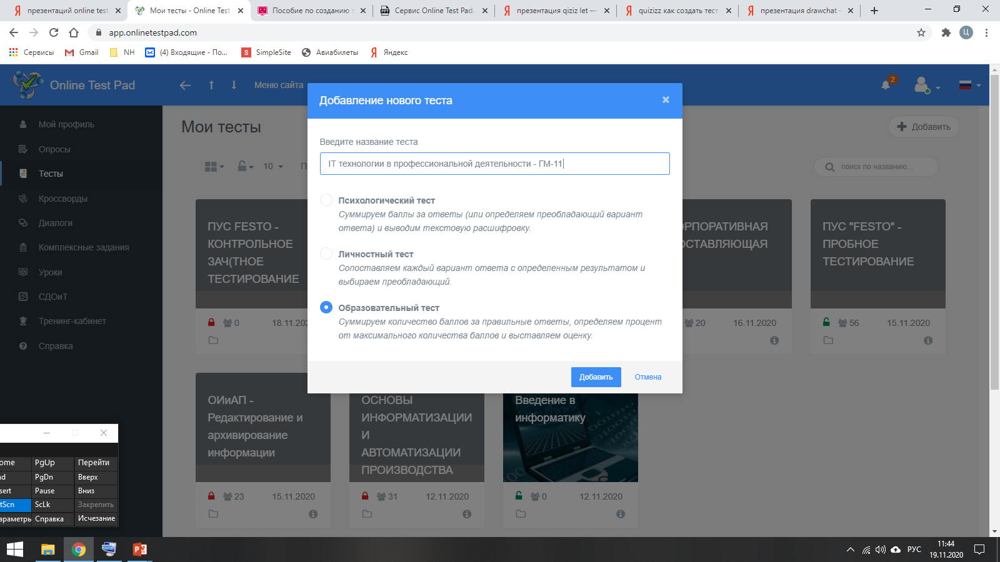 презентаций online test
Мои тесты - Online Test
Пособие по созданию т
Сервис Online Test Pad.
презентация qiziz let —
quizizz как создать тест
презентация drawchat -
app.onlinetestpad.com
Ц
Сервисы
Gmail
NH
(4) Входящие - По...
SimpleSite
Авиабилеты
Яндекс
Online Test Pad
Меню сайта
2
Добавление нового теста
Мой профиль
Опросы
Тесты
Кроссворды
Диалоги
Комплексные задания
Уроки
СДОиТ
Тренинг-кабинет
Справка
Мои тесты
Добавить
10
П
поиск по названию...
Введите название теста
IT технологии в профессиональной деятельности - ГМ-11
Психологический тест
Суммируем баллы за ответы (или определяем преобладающий вариант
ответа) и выводим текстовую расшифровку.
Личностный тест
Сопоставляем каждый вариант ответа с определенным результатом и
выбираем преобладающий.
Образовательный тест
Суммируем количество баллов за правильные ответы, определяем процент
от максимального количества баллов и выставляем оценку.
Добавить
Отмена
ПУС FESTO -
КОНТРОЛЬНОЕ
ЗАЧ(ТНОЕ
ТЕСТИРОВАНИЕ
0
18.11.202
ОРПОРАТИВНАЯ
ОСТАВЛЯЮЩАЯ
20
16.11.2020
ПУС "FESTO" -
ПРОБНОЕ
ТЕСТИРОВАНИЕ
56
15.11.2020
ОИиАП -
Редактирование и
архивирование
информации
23
15.11.2020
ОСНОВЫ
ИНФОРМАТИЗАЦИИ
И
АВТОМАТИЗАЦИИ
ПРОИЗВОДСТВА
31
12.11.2020
Введение в
информатику
0
12.11.2020
ome PgUp Перейти
nd PgDn Вверх
sert Pause Вниз
tScn ScLk Закрепить
араметры Справка Исчезание
РУС
11:44
19.11.2020